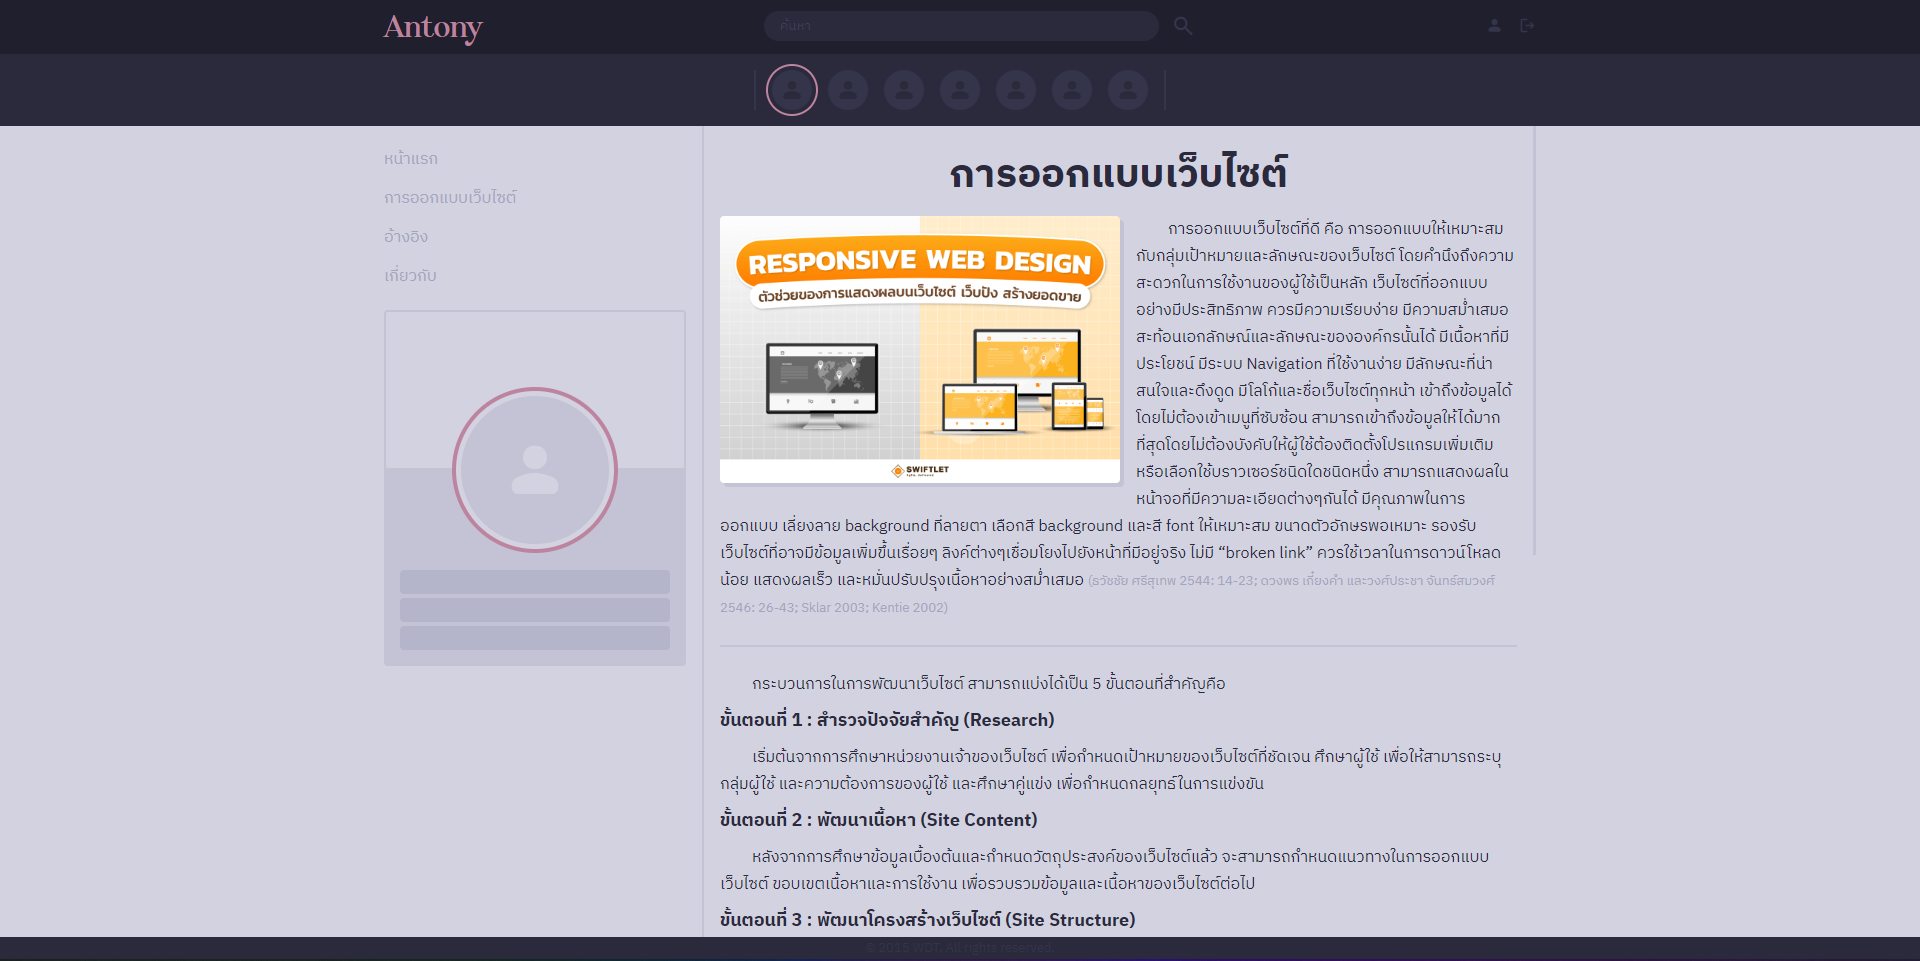 Antony
ค้นหา
หน้าแรก
การออกแบบเว็บไซต์
อ้างอิง
เกี่ยวกับ
การออกแบบเว็บไซต์
RESPONSIVE WEB DESIGN
ตัวช่วยของการแสดงผลบนเว็บไซต์ เว็บปัง สร้างยอดขาย
SWIFTLET
การออกแบบเว็บไซต์ที่ดี คือ การออกแบบให้เหมาะสม
กับกลุ่มเป้าหมายและลักษณะของเว็บไซต์ โดยคำนึงถึงความ
สะดวกในการใช้งานของผู้ใช้เป็นหลัก เว็บไซต์ที่ออกแบบ
อย่างมีประสิทธิภาพ ควรมีความเรียบง่าย มีความสม่ำเสมอ
สะท้อนเอกลักษณ์และลักษณะขององค์กรนั้นได้ มีเนื้อหาที่มี
ประโยชน์ มีระบบ Navigation ที่ใช้งานง่าย มีลักษณะที่น่า
สนใจและดึงดูด มีโลโก้และชื่อเว็บไซต์ทุกหน้า เข้าถึงข้อมูลได้
โดยไม่ต้องเข้าเมนูที่ซับซ้อน สามารถเข้าถึงข้อมูลให้ได้มาก
ที่สุดโดยไม่ต้องบังคับให้ผู้ใช้ต้องติดตั้งโปรแกรมเพิ่มเติม
หรือเลือกใช้บราวเซอร์ชนิดใดชนิดหนึ่ง สามารถแสดงผลใน
หน้าจอที่มีความละเอียดต่างๆกันได้ มีคุณภาพในการ
ออกแบบ เลี่ยงลาย background ที่ลายตา เลือกสี background และสี font ให้เหมาะสม ขนาดตัวอักษรพอเหมาะ รองรับ
เว็บไซต์ที่อาจมีข้อมูลเพิ่มขึ้นเรื่อยๆ ลิงค์ต่างๆเชื่อมโยงไปยังหน้าที่มีอยู่จริง ไม่มี “broken link” ควรใช้เวลาในการดาวน์โหลด
น้อย แสดงผลเร็ว และหมั่นปรับปรุงเนื้อหาอย่างสม่ำเสมอ (ธวัชชัย ศรีสุเทพ 2544: 14-23; ดวงพร เกี๋ยงคำ และวงศ์ประชา จันทร์สมวงศ์
2546: 26-43; Sklar 2003; Kentie 2002)
กระบวนการในการพัฒนาเว็บไซต์ สามารถแบ่งได้เป็น 5 ขั้นตอนที่สำคัญคือ
ขั้นตอนที่ 1 : สำรวจปัจจัยสำคัญ (Research)
เริ่มต้นจากการศึกษาหน่วยงานเจ้าของเว็บไซต์ เพื่อกำหนดเป้าหมายของเว็บไซต์ที่ชัดเจน ศึกษาผู้ใช้ เพื่อให้สามารถระบุ
กลุ่มผู้ใช้ และความต้องการของผู้ใช้ และศึกษาคู่แข่ง เพื่อกำหนดกลยุทธ์ในการแข่งขัน
ขั้นตอนที่ 2 : พัฒนาเนื้อหา (Site Content)
หลังจากการศึกษาข้อมูลเบื้องต้นและกำหนดวัตถุประสงค์ของเว็บไซต์แล้ว จะสามารถกำหนดแนวทางในการออกแบบ
เว็บไซต์ ขอบเขตเนื้อหาและการใช้งาน เพื่อรวบรวมข้อมูลและเนื้อหาของเว็บไซต์ต่อไป
ขั้นตอนที่ 3 : พัฒนาโครงสร้างเว็บไซต์ (Site Structure)
© 2015 WDT. All rights reserved.